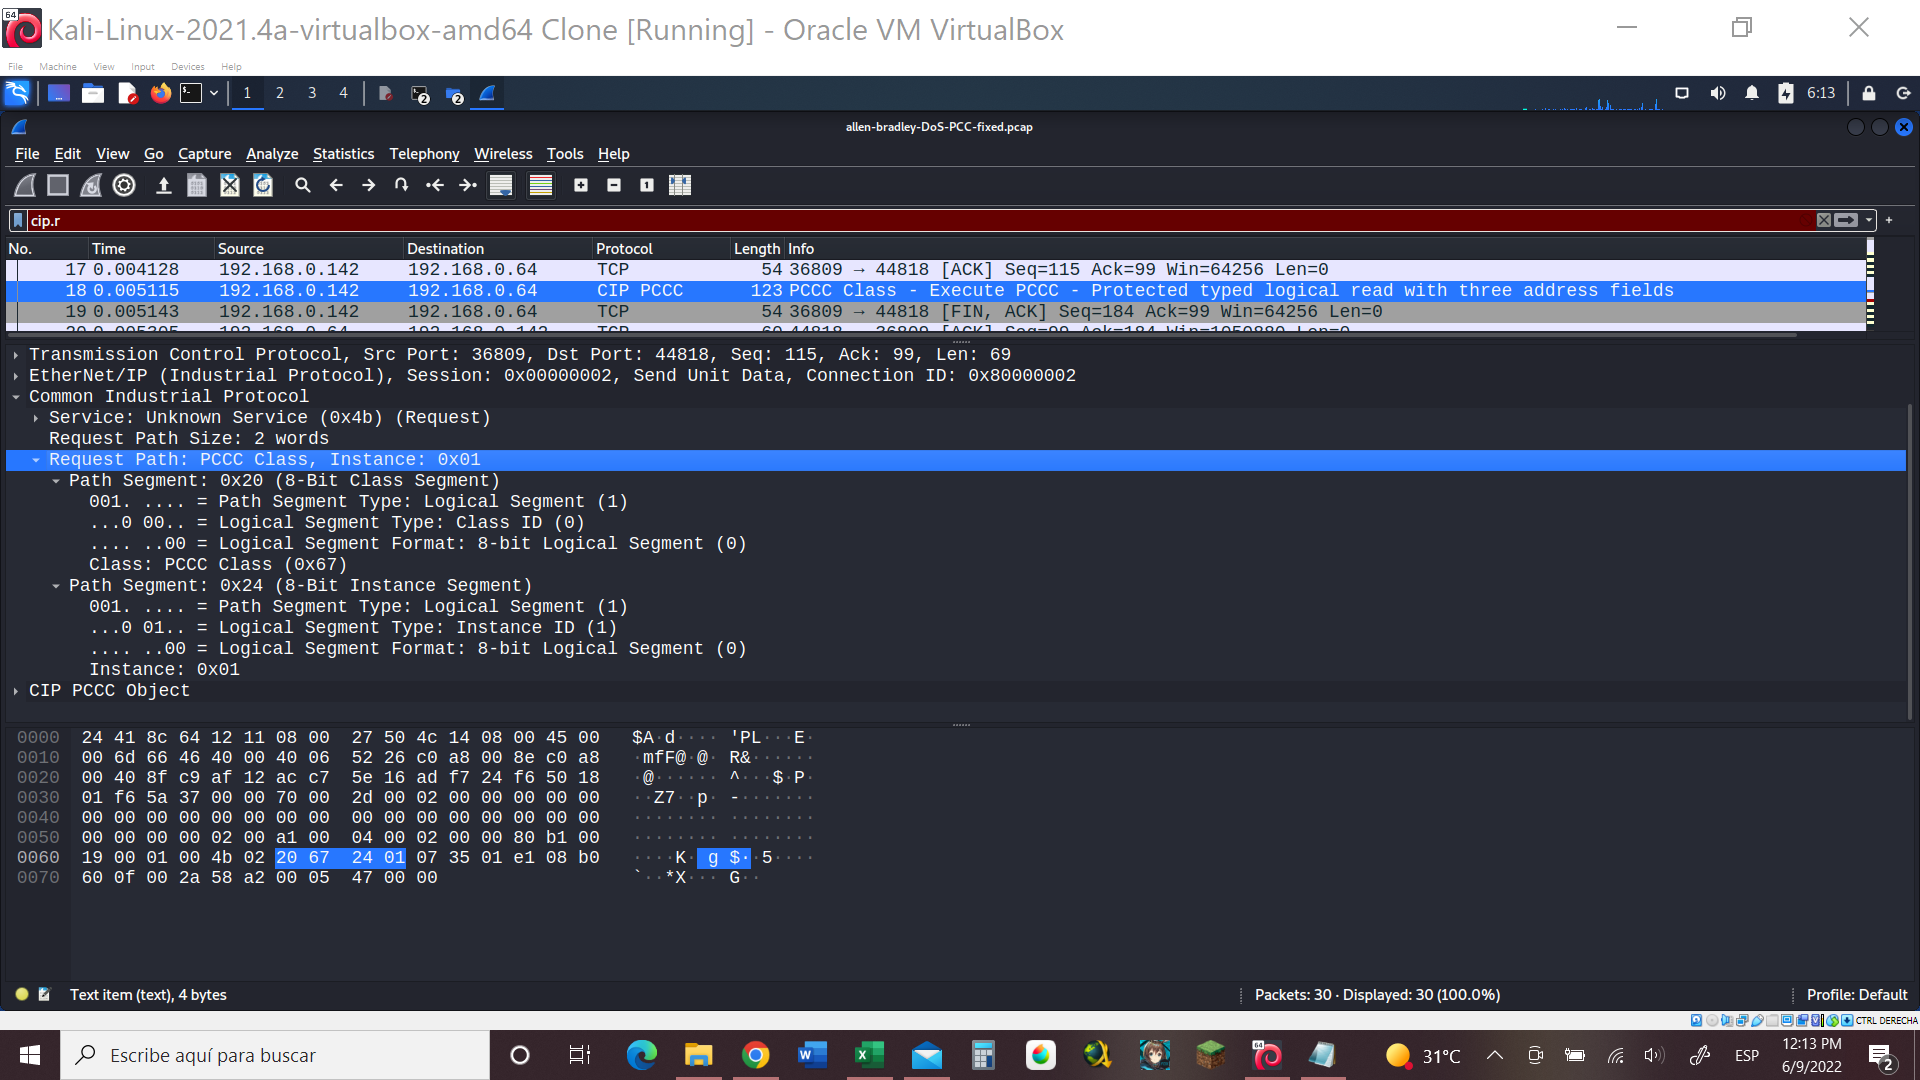 Kali-Linux-2021.4a-virtualbox-amd64 Clone [Running] - Oracle VM VirtualBox
File Machine View Input Devices Help
1 2 3 4 2 2 6:13
allen-bradley-DoS-PCC-fixed.pcap
File Edit View Go Capture Analyze Statistics Telephony Wireless Tools Help
cip.r
No. Time Source Destination Protocol Length Info
17 0.004128 192.168.0.142 192.168.0.64 TCP 54 36809 → 44818 [ACK] Seq=115 Ack=99 Win=64256 Len=0
18 0.005115 192.168.0.142 192.168.0.64 CIP PCCC 123 PCCC Class - Execute PCCC - Protected typed logical read with three address fields
19 0.005143 192.168.0.142 192.168.0.64 TCP 54 36809 → 44818 [FIN, ACK] Seq=184 Ack=99 Win=64256 Len=0
Transmission Control Protocol, Src Port: 36809, Dst Port: 44818, Seq: 115, Ack: 99, Len: 69
EtherNet/IP (Industrial Protocol), Session: 0x00000002, Send Unit Data, Connection ID: 0x80000002
Common Industrial Protocol
Service: Unknown Service (0x4b) (Request)
Request Path Size: 2 words
Request Path: PCCC Class, Instance: 0x01
Path Segment: 0x20 (8-Bit Class Segment)
001. .... = Path Segment Type: Logical Segment (1)
...0 00.. = Logical Segment Type: Class ID (0)
.... ..00 = Logical Segment Format: 8-bit Logical Segment (0)
Class: PCCC Class (0x67)
Path Segment: 0x24 (8-Bit Instance Segment)
001. .... = Path Segment Type: Logical Segment (1)
...0 01.. = Logical Segment Type: Instance ID (1)
.... ..00 = Logical Segment Format: 8-bit Logical Segment (0)
Instance: 0x01
CIP PCCC Object
0000 24 41 8c 64 12 11 08 00 27 50 4c 14 08 00 45 00 $A·d···· 'PL···E·
0010 00 6d 66 46 40 00 40 06 52 26 c0 a8 00 8e c0 a8 ·mfF@·@· R&······
0020 00 40 8f c9 af 12 ac c7 5e 16 ad f7 24 f6 50 18 ·@······ ^···$·P·
0030 01 f6 5a 37 00 00 70 00 2d 00 02 00 00 00 00 00 ··Z7··p· -·······
0040 00 00 00 00 00 00 00 00 00 00 00 00 00 00 00 00 ········ ········
0050 00 00 00 00 02 00 a1 00 04 00 02 00 00 80 b1 00 ········ ········
0060 19 00 01 00 4b 02 20 67 24 01 07 35 01 e1 08 b0 ····K· g $··5····
0070 60 0f 00 2a 58 a2 00 05 47 00 00 `··*X··· G··
Text item (text), 4 bytes Packets: 30 · Displayed: 30 (100.0%) Profile: Default
CTRL DERECHA
Escribe aquí para buscar 31°C ESP 12:13 PM
6/9/2022 2